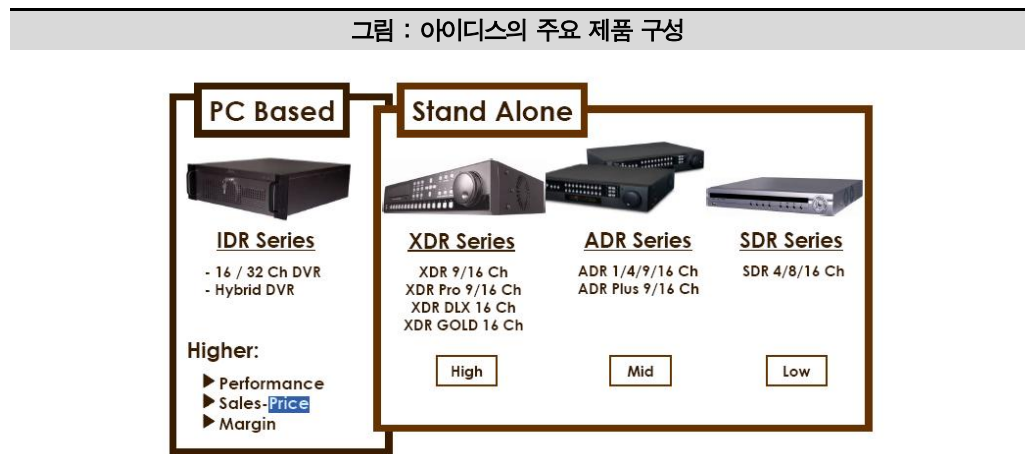 그림 : 아이디스의 주요 제품 구성
PC Based
Stand Alone
IDR Series
- 16 / 32 Ch DVR
- Hybrid DVR
Higher:
▶ Performance
▶ Sales-Price
▶ Margin
XDR Series
XDR 9/16 Ch
XDR Pro 9/16 Ch
XDR DLX 16 Ch
XDR GOLD 16 Ch
High
ADR Series
ADR 1/4/9/16 Ch
ADR Plus 9/16 Ch
Mid
SDR Series
SDR 4/8/16 Ch
Low